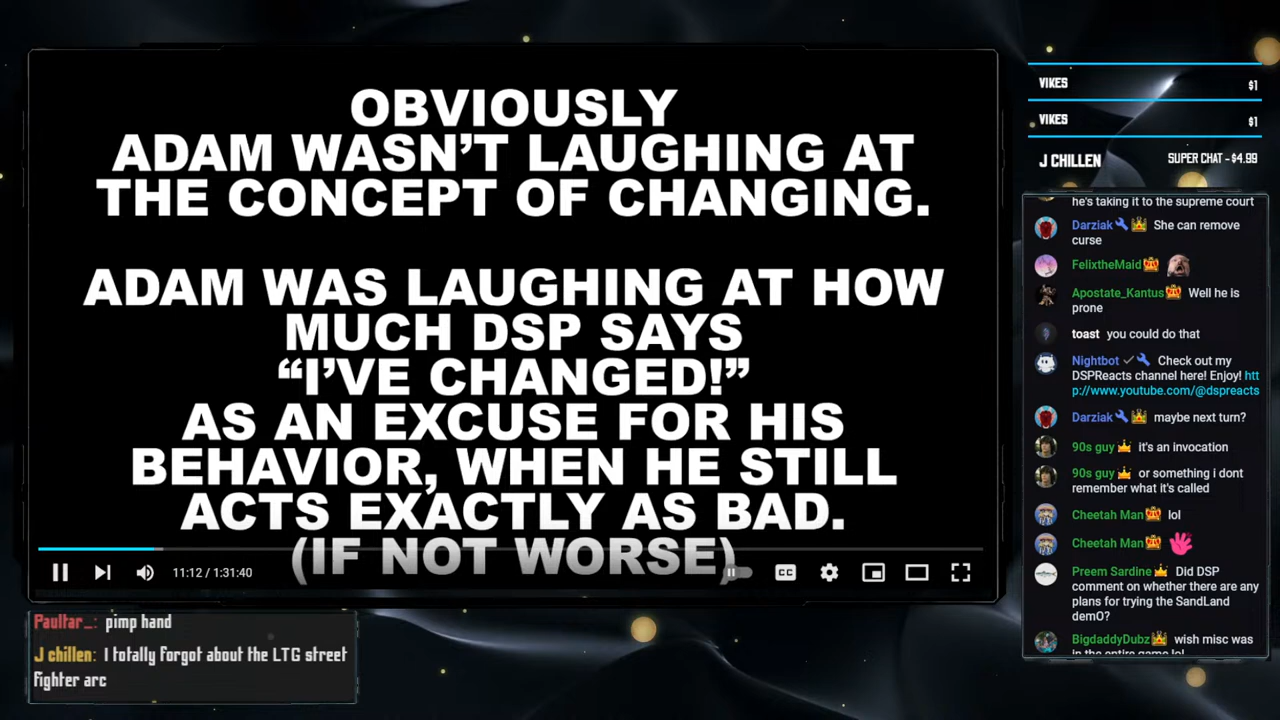 OBVIOUSLY
ADAM WASN’T LAUGHING AT
THE CONCEPT OF CHANGING.
ADAM WAS LAUGHING AT HOW
MUCH DSP SAYS
“I’VE CHANGED!”
AS AN EXCUSE FOR HIS
BEHAVIOR, WHEN HE STILL
ACTS EXACTLY AS BAD.
(IF NOT WORSE)
11:12 / 1:31:40
CC
Paultar_: pimp hand
J chillen: I totally forgot about the LTG street
fighter arc
VIKES $1
VIKES $1
J CHILLEN SUPER CHAT - $4.99
he's taking it to the supreme court
Darziak She can remove
curse
FelixtheMaid
Apostate_Kantus Well he is
prone
toast you could do that
Nightbot Check out my
DSPReacts channel here! Enjoy! htt
p://www.youtube.com/@dspreacts
Darziak maybe next turn?
90s guy it's an invocation
90s guy or something i dont
remember what it's called
Cheetah Man lol
Cheetah Man
Preem Sardine Did DSP
comment on whether there are any
plans for trying the SandLand
demO?
BigdaddyDubz wish misc was
in the entire game lol